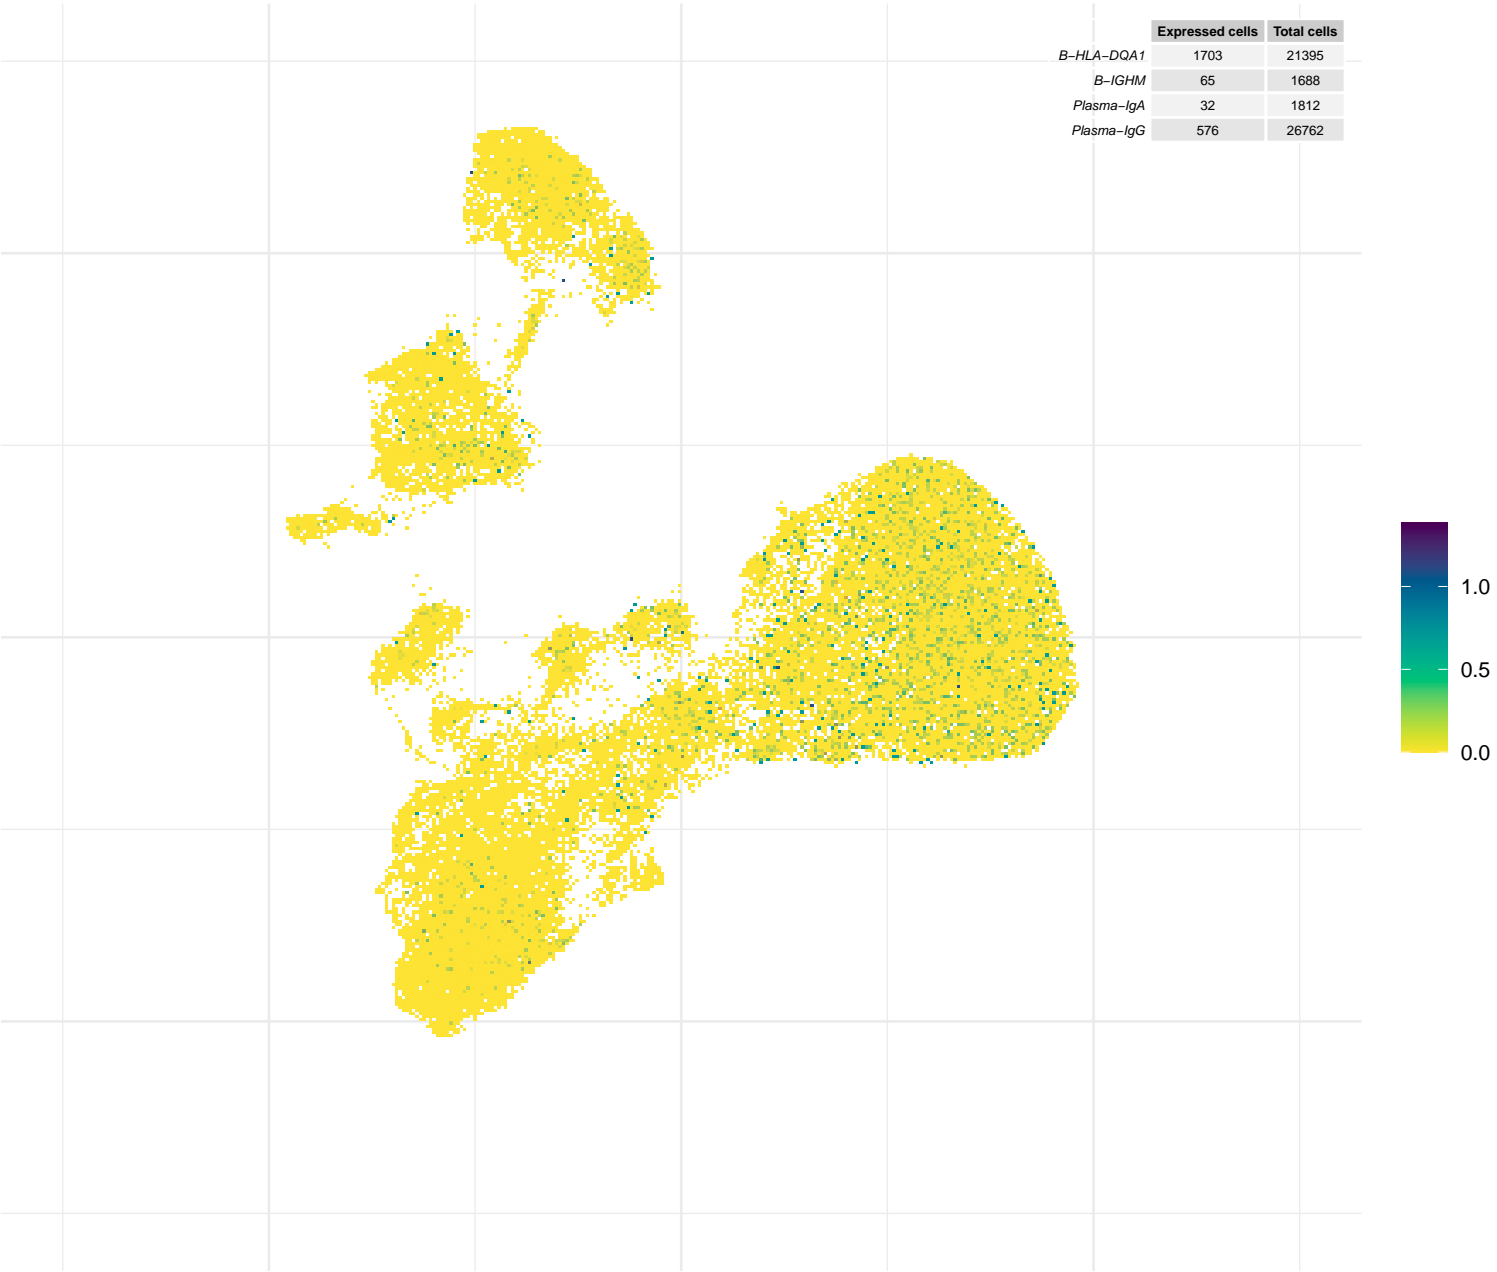 Expressed cells Total cells
B−HLA−DQA1 1703 21395
B−IGHM 65 1688
Plasma−IgA 32 1812
Plasma−IgG 576 26762
1.0
0.5
0.0